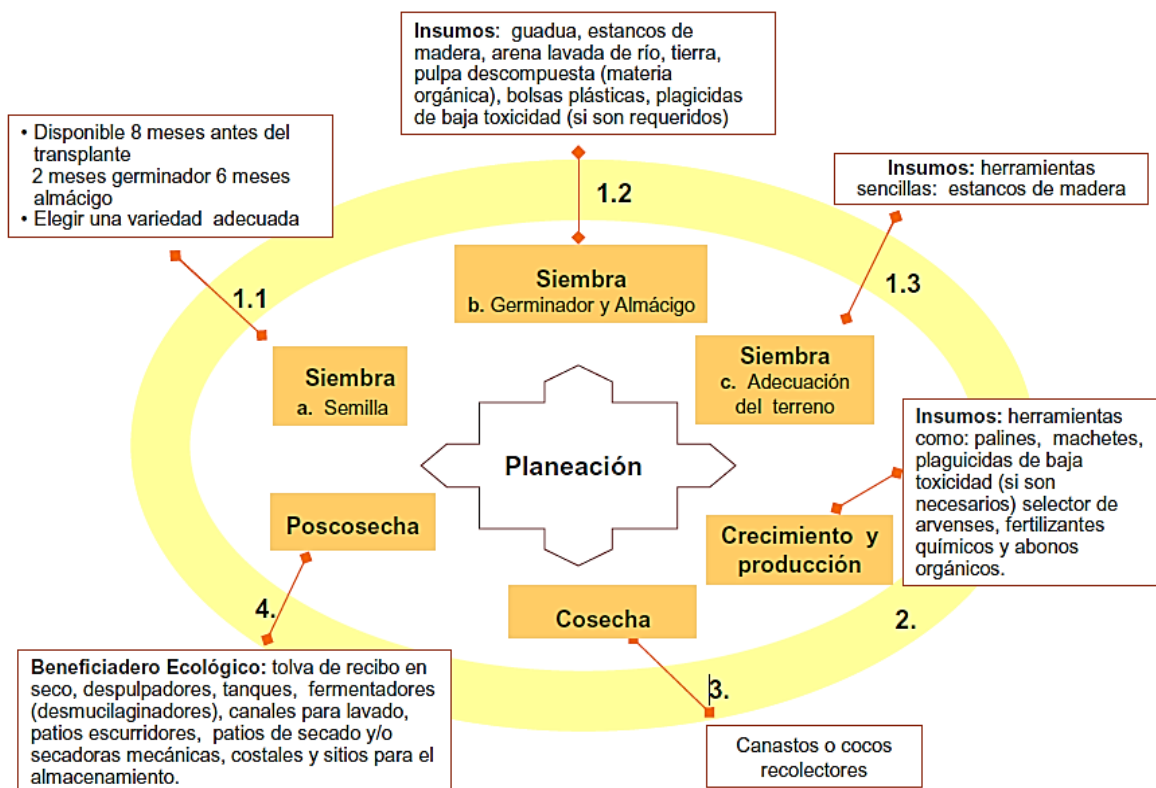 Insumos: guadua, estancos de
madera, arena lavada de río, tierra,
pulpa descompuesta (materia
orgánica), bolsas plásticas, plagicidas
de baja toxicidad (si son requeridos)
• Disponible 8 meses antes del
transplante
2 meses germinador 6 meses
almácigo
• Elegir una variedad adecuada
Insumos: herramientas
sencillas: estancos de madera
1.2
1.1
1.3
Siembra
b. Germinador y Almácigo
Siembra
a. Semilla
Siembra
c. Adecuación
del terreno
Planeación
Insumos: herramientas
como: palines, machetes,
plaguicidas de baja
toxicidad (si son
necesarios) selector de
arvenses, fertilizantes
químicos y abonos
orgánicos.
Poscosecha
Crecimiento y
producción
Cosecha
4.
2.
3.
Beneficiadero Ecológico: tolva de recibo en
seco, despulpadores, tanques, fermentadores
(desmucilaginadores), canales para lavado,
patios escurridores, patios de secado y/o
secadoras mecánicas, costales y sitios para el
almacenamiento.
Canastos o cocos
recolectores